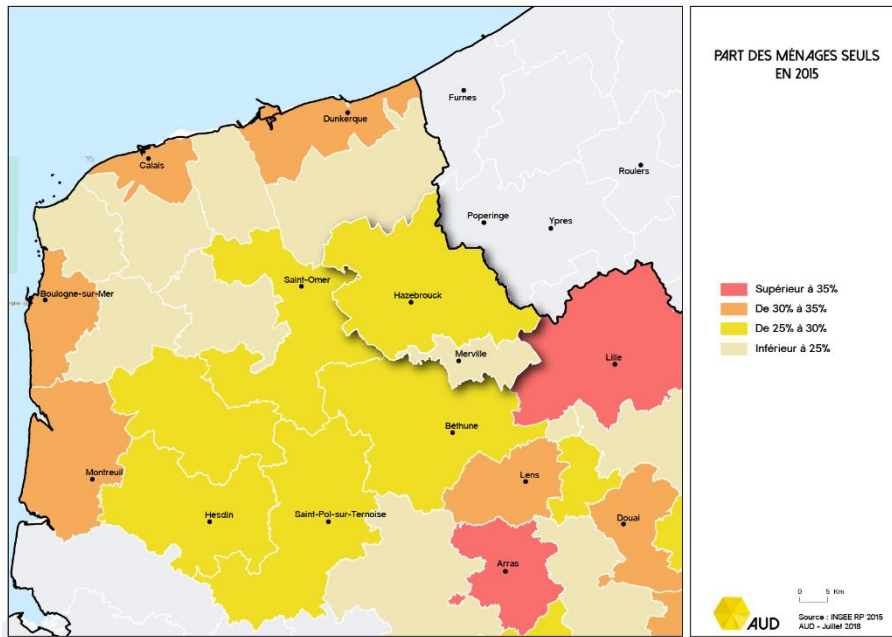 PART DES MÉNAGES SEULS
EN 2015
Furnes
Dunkerque
Calais
Roulers
Poperinge
Ypres
Saint-Omer
Boulogne-sur-Mer
Hazebrouck
Merville
Lille
Béthune
Montreuil
Lens
Hesdin
Saint-Pol-sur-Ternoise
Douai
Arras
Supérieur à 35%
De 30% à 35%
De 25% à 30%
Inférieur à 25%
0 5 Km
AUD
Source : INSEE RP 2015
AUD - Juillet 2018